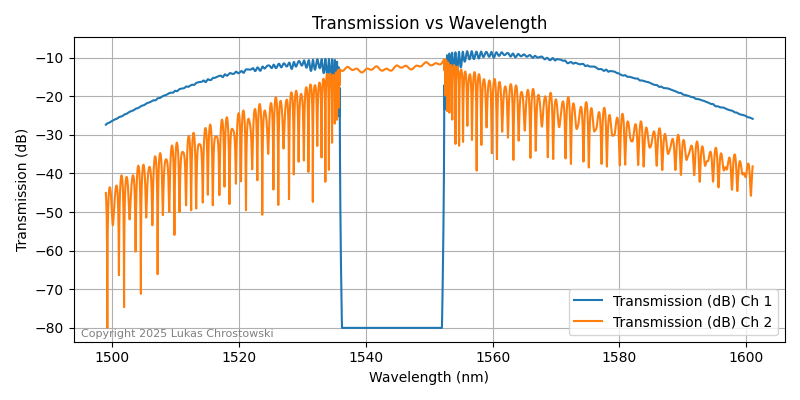 Transmission vs Wavelength
Transmission (dB)
−10
−20
−30
−40
−50
−60
−70
−80
Transmission (dB) Ch 1
Transmission (dB) Ch 2
Copyright 2025 Lukas Chrostowski
1500
1520
1540
1560
1580
1600
Wavelength (nm)